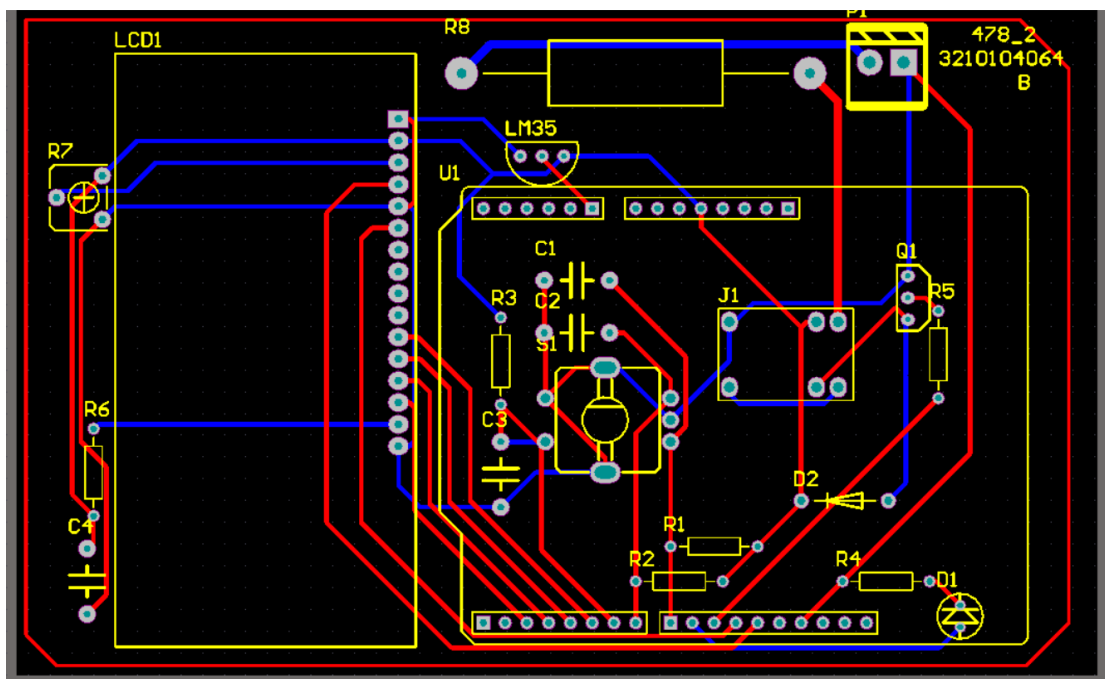 P1
R8
478_2
LCD1
3210104064
B
LM35
R7
U1
C1
Q1
R3
C2
J1
R5
S1
R6
C3
D2
C4
R1
R2
R4
D1